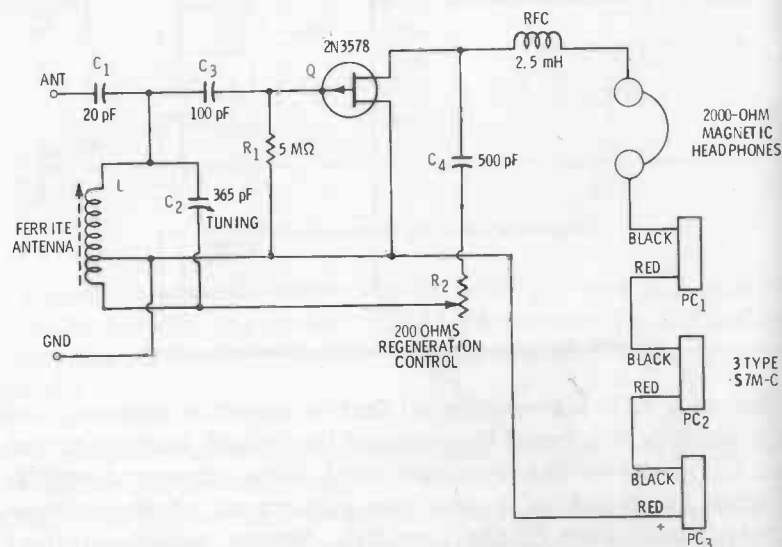 RFC
2.5 mH
2N3578
Q
C1
20 pF
ANT
C3
100 pF
R1
5 MΩ
C4
500 pF
2000-OHM
MAGNETIC
HEADPHONES
L
C2
365 pF
TUNING
FERRITE
ANTENNA
BLACK
RED
PC1
R2
200 OHMS
REGENERATION
CONTROL
GND
BLACK
RED
PC2
3 TYPE
S7M-C
BLACK
RED
+
PC3